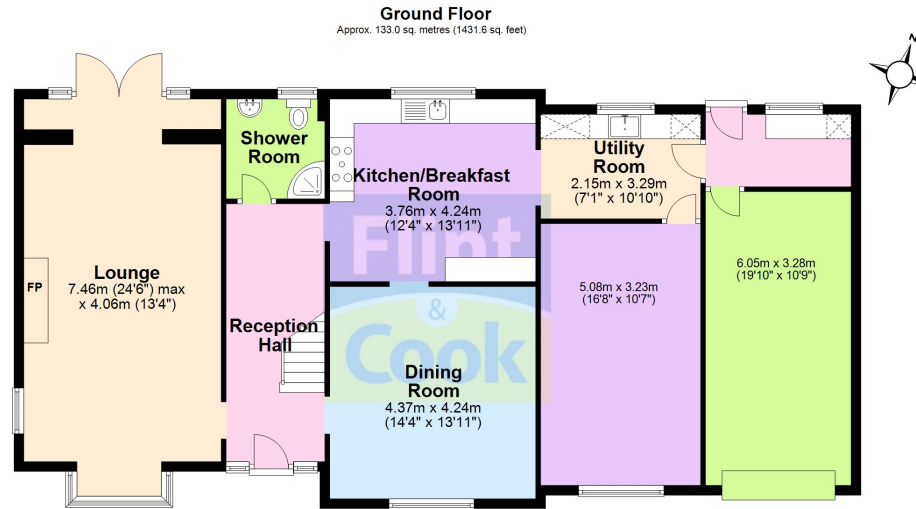 Ground Floor
Approx. 133.0 sq. metres (1431.6 sq. feet)
N
Shower
Room
Kitchen/Breakfast
Room
3.76m x 4.24m
(12'4" x 13'11")
Utility
Room
2.15m x 3.29m
(7'1" x 10'10")
Flint
&
Cook
Lounge
7.46m (24'6") max
x 4.06m (13'4")
FP
Reception
Hall
Dining
Room
4.37m x 4.24m
(14'4" x 13'11")
5.08m x 3.23m
(16'8" x 10'7")
6.05m x 3.28m
(19'10" x 10'9")